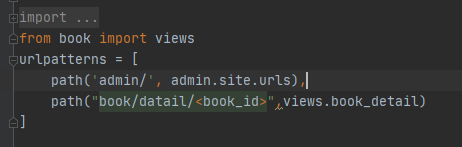 import ...
from book import views
urlpatterns = [
    path('admin/', admin.site.urls),
    path("book/datail/<book_id>",views.book_detail)
]